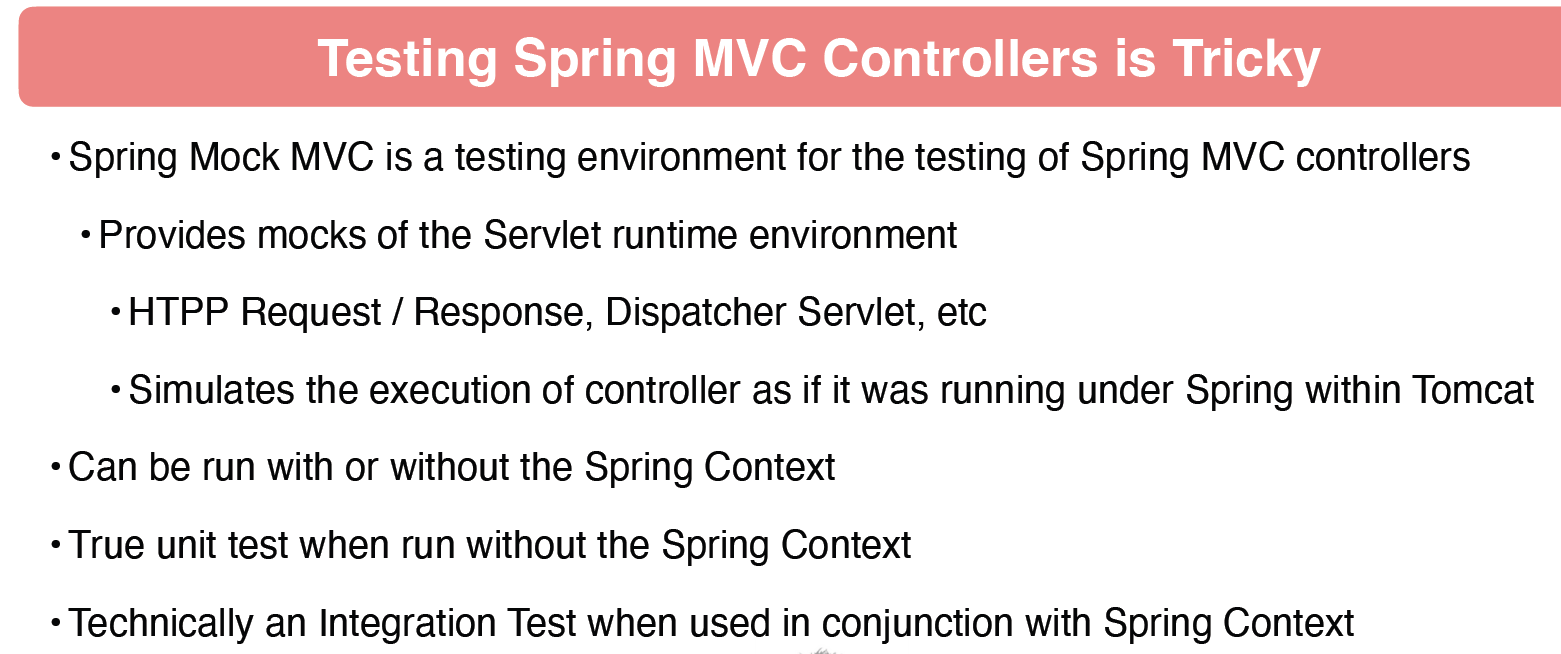 Testing Spring MVC Controllers is Tricky
• Spring Mock MVC is a testing environment for the testing of Spring MVC controllers
• Provides mocks of the Servlet runtime environment
• HTPP Request / Response, Dispatcher Servlet, etc
• Simulates the execution of controller as if it was running under Spring within Tomcat
• Can be run with or without the Spring Context
• True unit test when run without the Spring Context
• Technically an Integration Test when used in conjunction with Spring Context